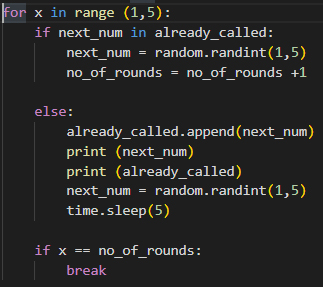 for x in range (1,5):
    if next_num in already_called:
        next_num = random.randint(1,5)
        no_of_rounds = no_of_rounds +1

    else:
        already_called.append(next_num)
        print (next_num)
        print (already_called)
        next_num = random.randint(1,5)
        time.sleep(5)

    if x == no_of_rounds:
        break